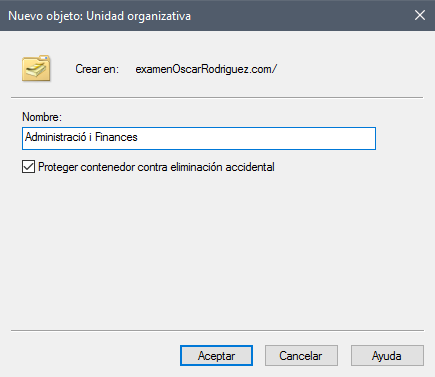 Nuevo objeto: Unidad organizativa
Crear en: examenOscarRodriguez.com/
Nombre:
Administració i Finances
Proteger contenedor contra eliminación accidental
Aceptar Cancelar Ayuda